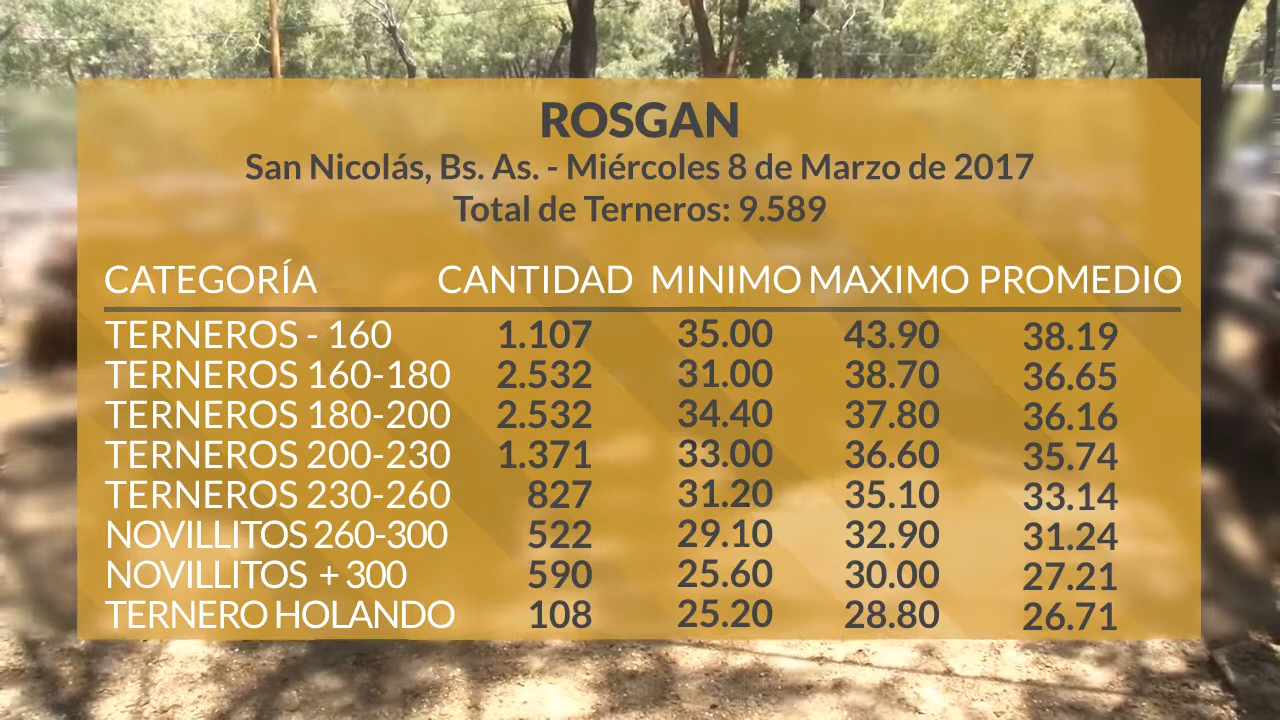 ROSGAN
San Nicolás, Bs. As. - Miércoles 8 de Marzo de 2017
Total de Terneros: 9.589
CATEGORÍA CANTIDAD MINIMO MAXIMO PROMEDIO
TERNEROS - 160 1.107 35.00 43.90 38.19
TERNEROS 160-180 2.532 31.00 38.70 36.65
TERNEROS 180-200 2.532 34.40 37.80 36.16
TERNEROS 200-230 1.371 33.00 36.60 35.74
TERNEROS 230-260 827 31.20 35.10 33.14
NOVILLITOS 260-300 522 29.10 32.90 31.24
NOVILLITOS + 300 590 25.60 30.00 27.21
TERNERO HOLANDO 108 25.20 28.80 26.71